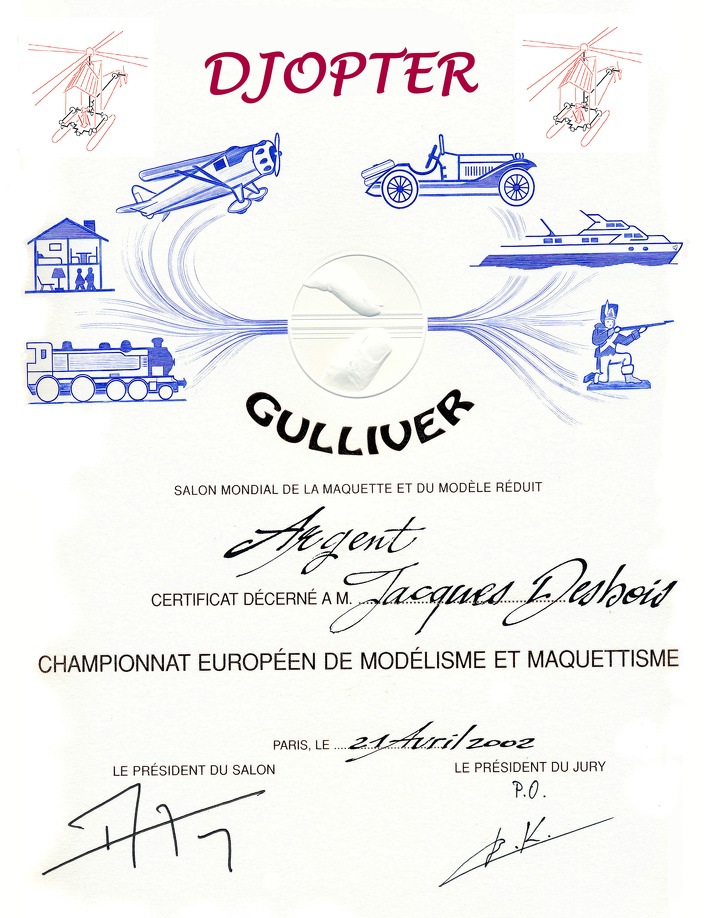 DJOPTER
GULLIVER
SALON MONDIAL DE LA MAQUETTE ET DU MODÈLE RÉDUIT
Argent
CERTIFICAT DÉCERNÉ A M. Jacques Desbois
CHAMPIONNAT EUROPÉEN DE MODÉLISME ET MAQUETTISME
PARIS, LE .... 21 Avril 2002
LE PRÉSIDENT DU SALON
LE PRÉSIDENT DU JURY
P.O.
B.K.